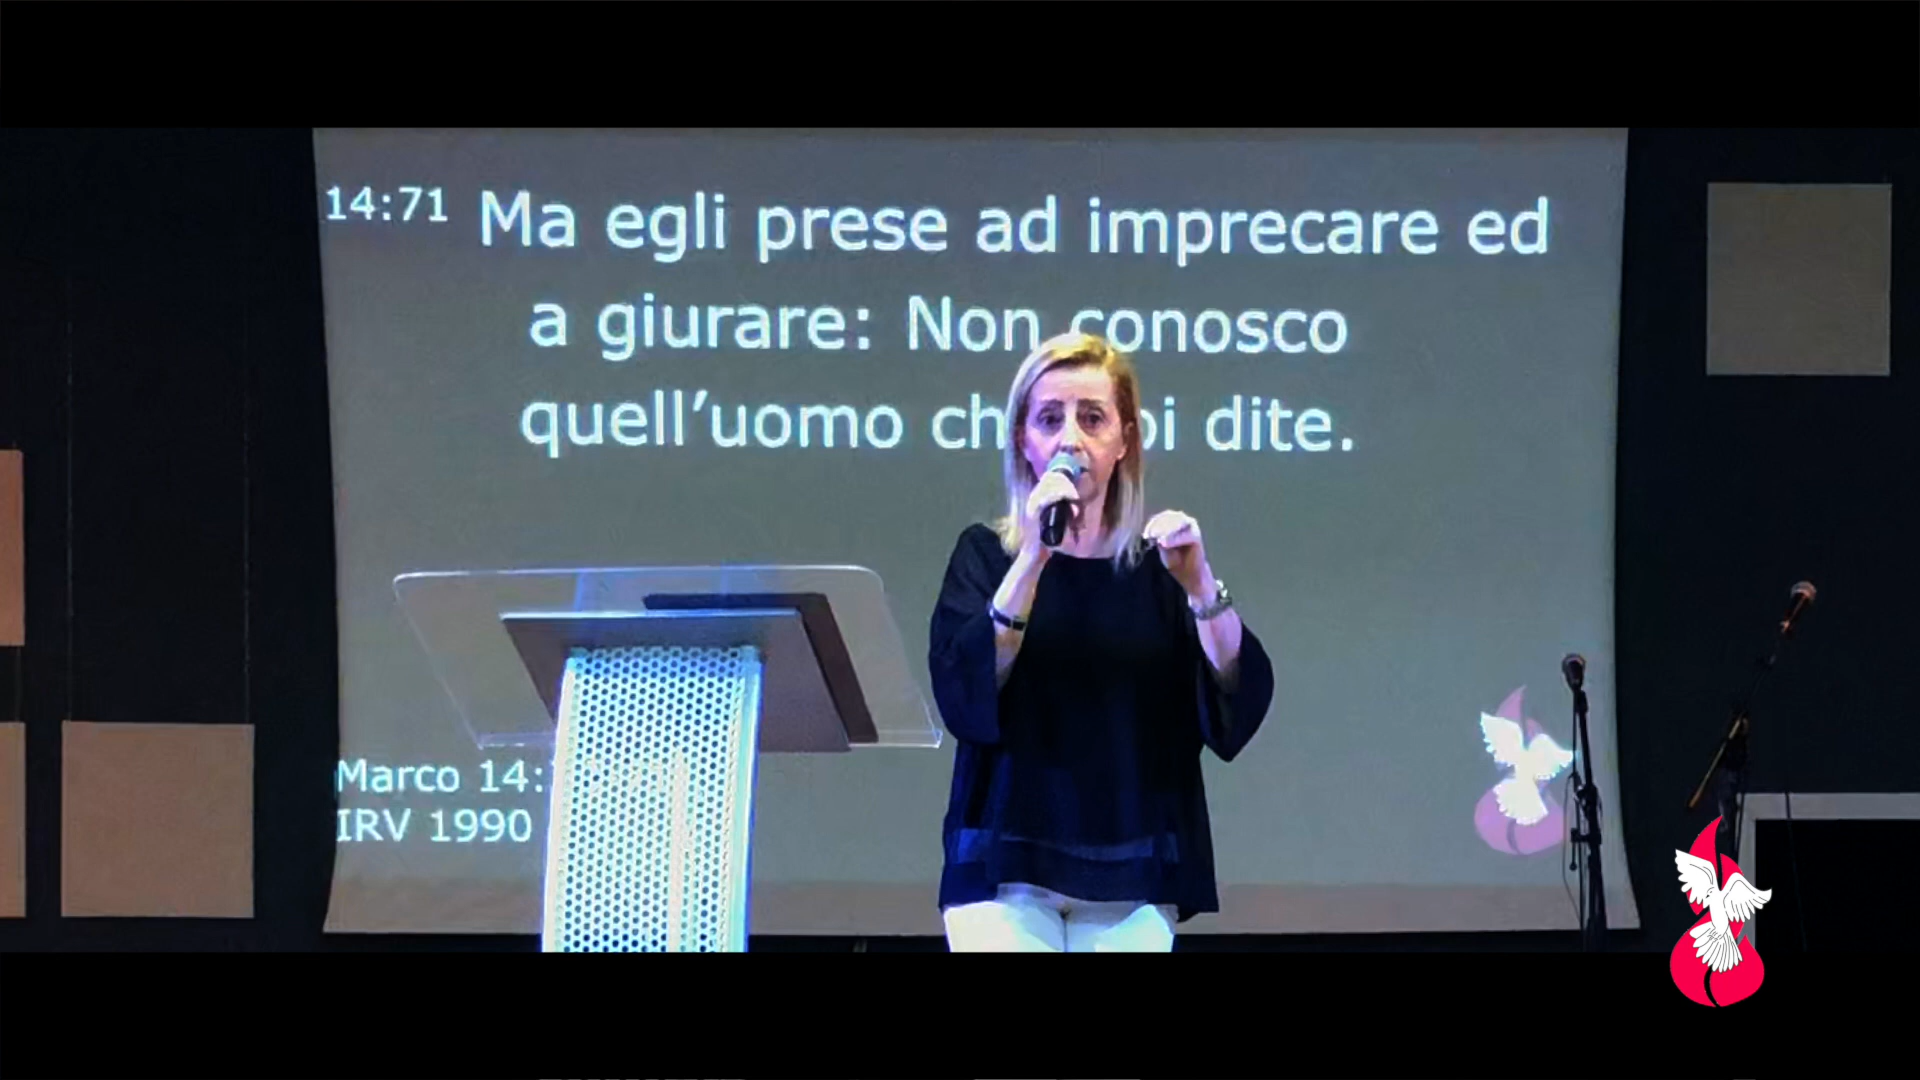 14:71 Ma egli prese ad imprecare ed
a giurare: Non conosco
quell'uomo dite.
Marco 14:
IRV 1990